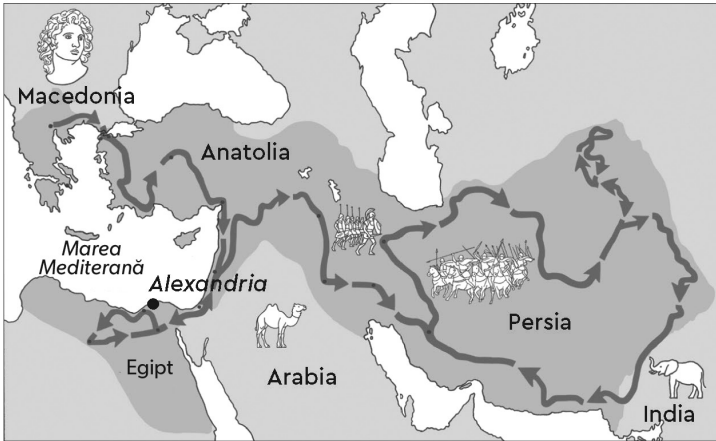 Macedonia
Anatolia
Marea
Mediterană
Alexandria
Persia
Egipt
Arabia
India